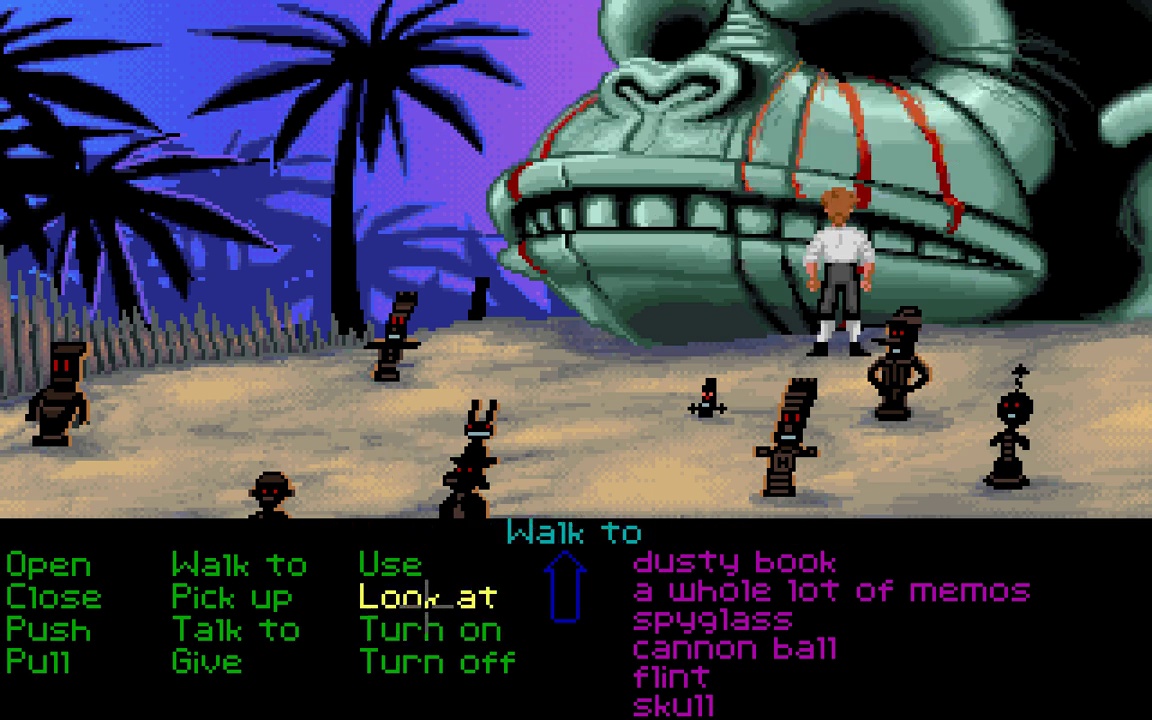 Walk to
Open Walk to Use
Close Pick up Look at
Push Talk to Turn on
Pull Give Turn off
dusty book
a whole lot of memos
spyglass
cannon ball
flint
skull